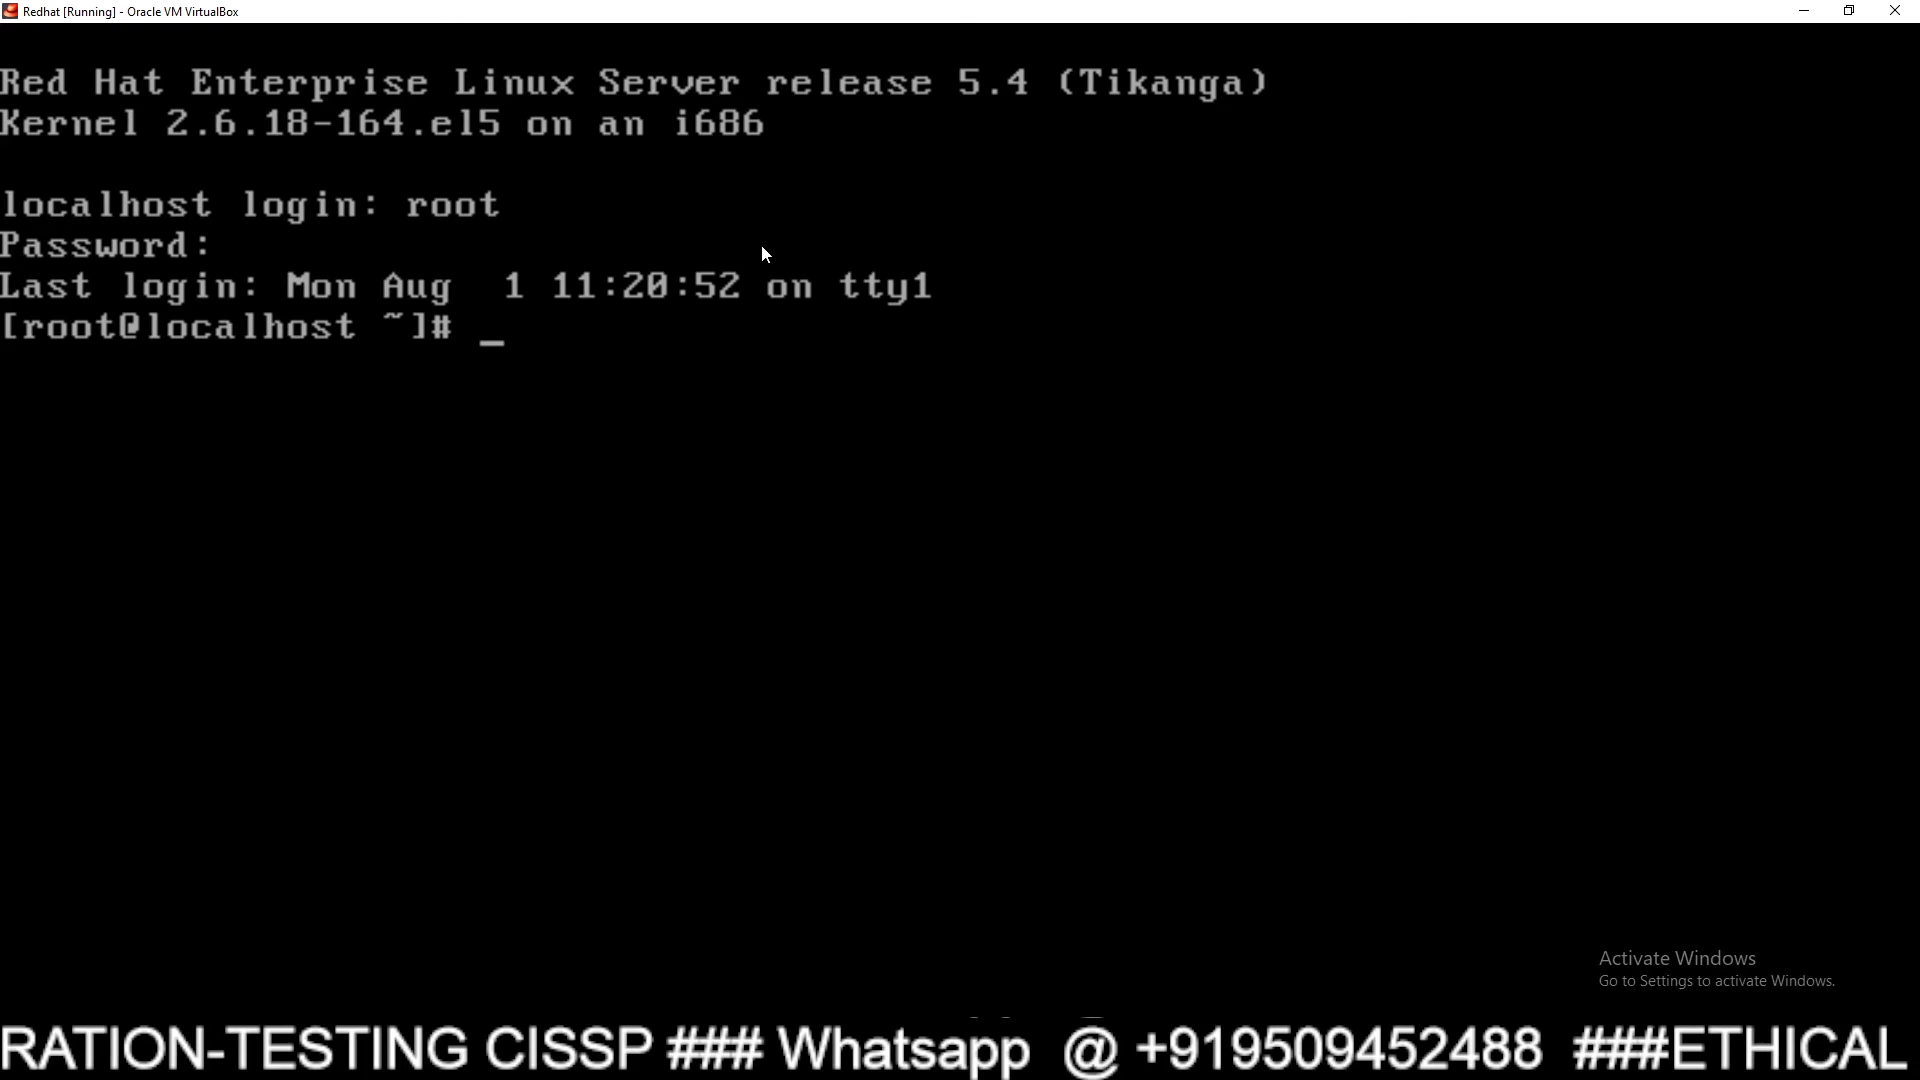 Redhat [Running] - Oracle VM VirtualBox
Red Hat Enterprise Linux Server release 5.4 (Tikanga)
Kernel 2.6.18-164.el5 on an i686
localhost login: root
Password:
Last login: Mon Aug  1 11:20:52 on tty1
[root@localhost ~]# _
Activate Windows
Go to Settings to activate Windows.
RATION-TESTING CISSP ### Whatsapp  @ +919509452488  ###ETHICAL